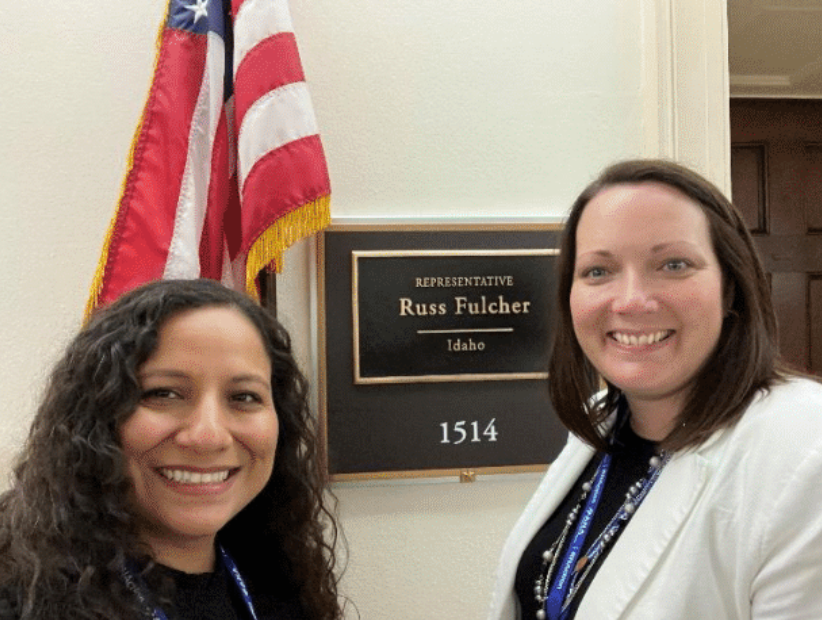 REPRESENTATIVE
Russ Fulcher
Idaho
1514